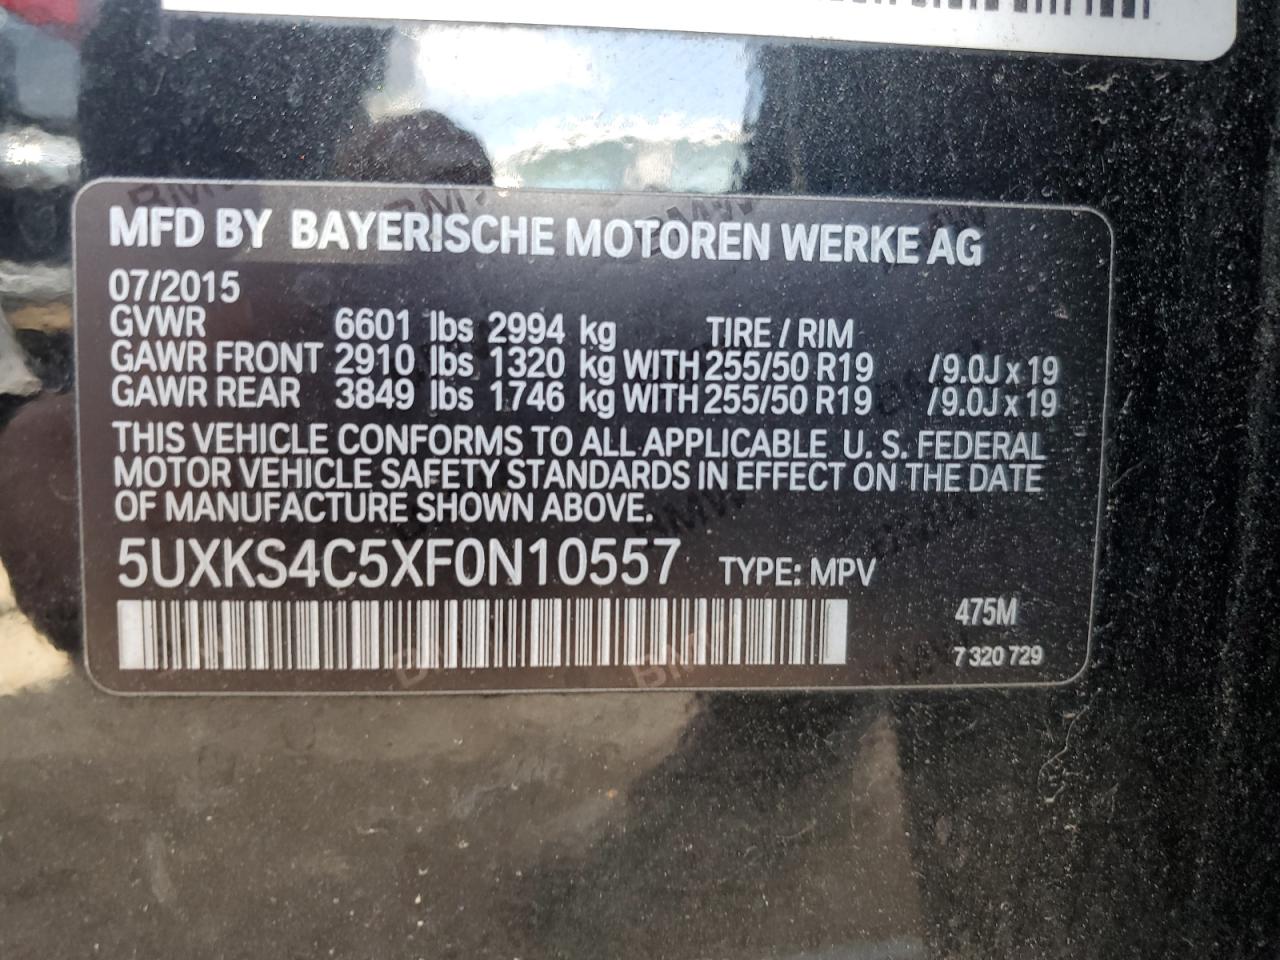 MFD BY BAYERISCHE MOTOREN WERKE AG
07/2015
GVWR 6601 lbs 2994 kg TIRE / RIM
GAWR FRONT 2910 lbs 1320 kg WITH 255/50 R19 /9.0J x 19
GAWR REAR 3849 lbs 1746 kg WITH 255/50 R19 /9.0J x 19
THIS VEHICLE CONFORMS TO ALL APPLICABLE U. S. FEDERAL
MOTOR VEHICLE SAFETY STANDARDS IN EFFECT ON THE DATE
OF MANUFACTURE SHOWN ABOVE.
5UXKS4C5XF0N10557 TYPE: MPV
475M
7 320 729